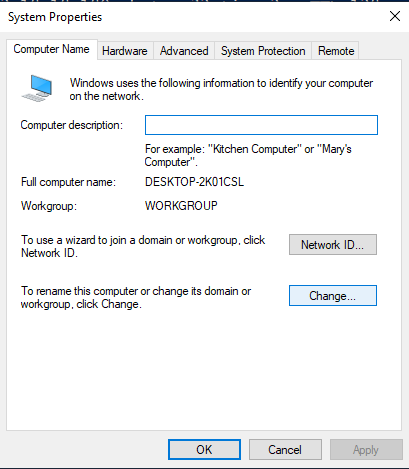 System Properties
Computer Name
Hardware
Advanced
System Protection
Remote
Windows uses the following information to identify your computer
on the network.
Computer description:
For example: "Kitchen Computer" or "Mary's
Computer".
Full computer name:
DESKTOP-2K01CSL
Workgroup:
WORKGROUP
To use a wizard to join a domain or workgroup, click
Network ID.
Network ID...
To rename this computer or change its domain or
workgroup, click Change.
Change...
OK
Cancel
Apply